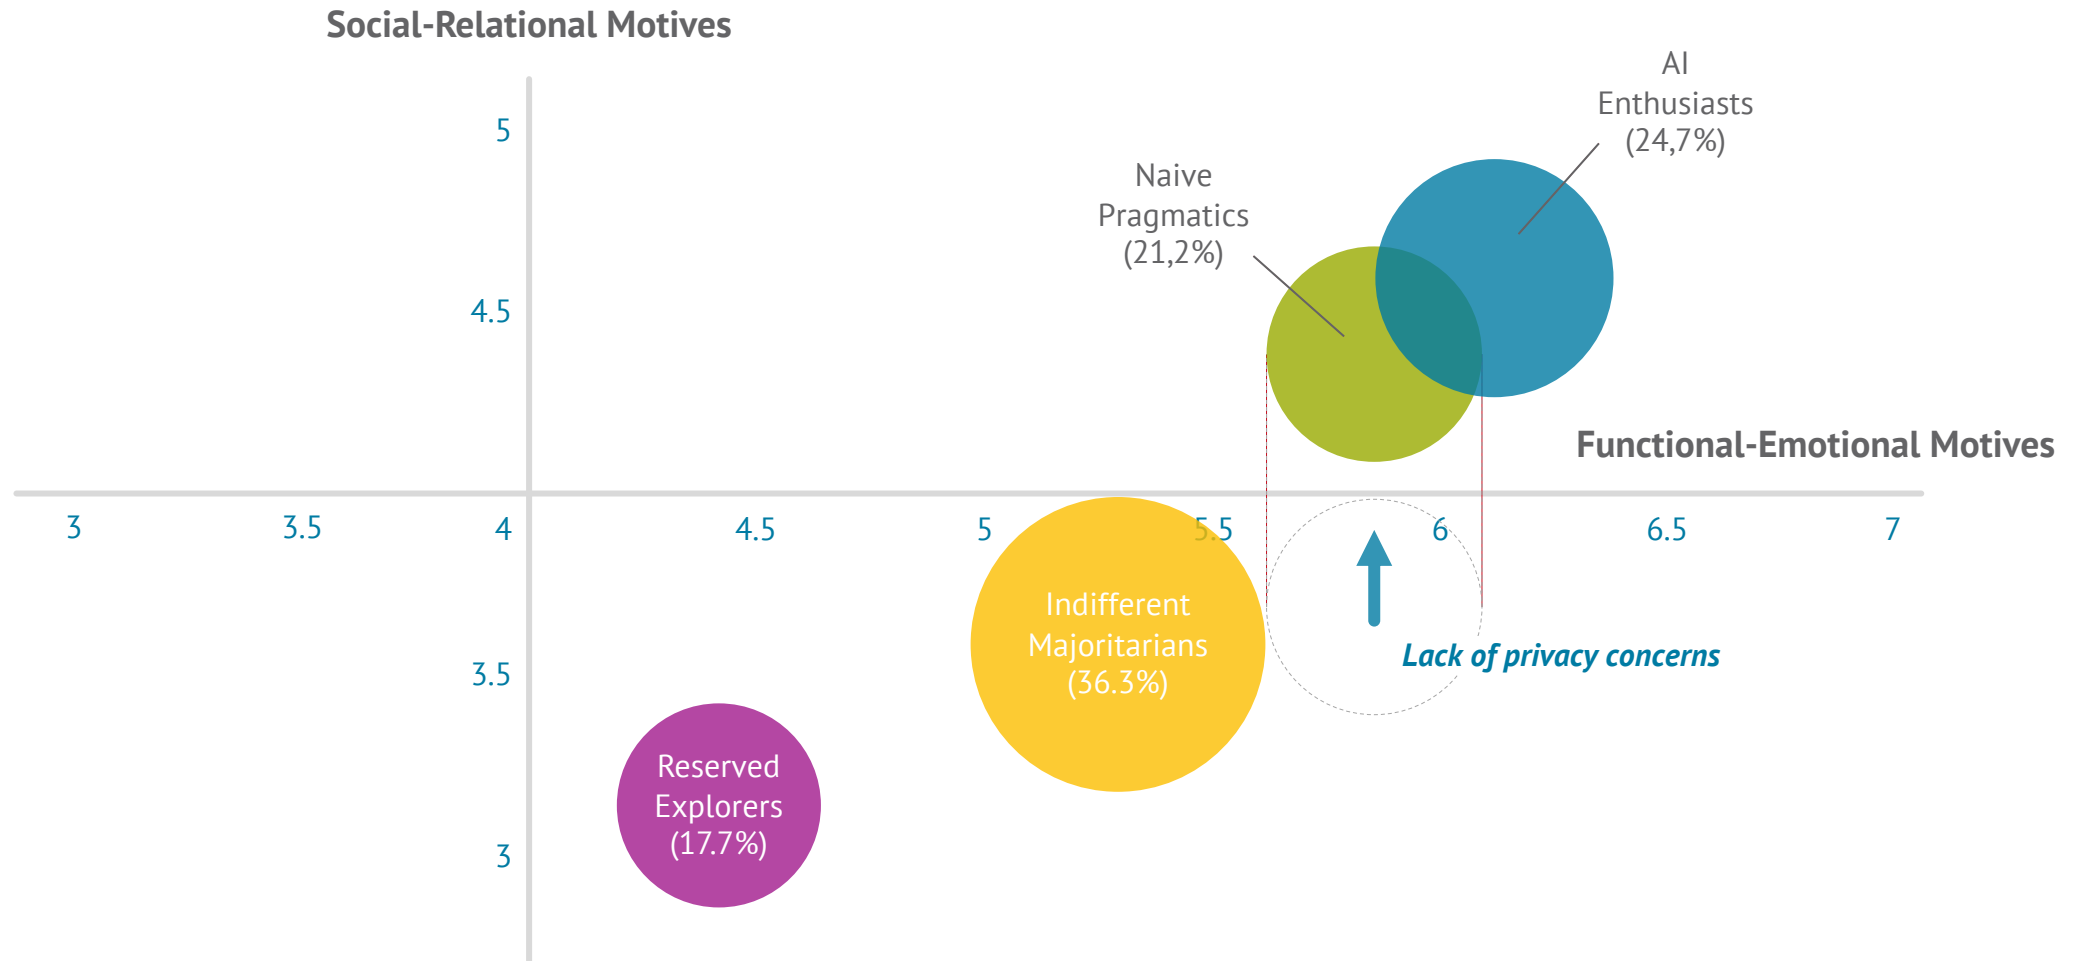 Social-Relational Motives
AI
Enthusiasts
(24,7%)
Naive
Pragmatics
(21,2%)
5
4.5
Functional-Emotional Motives
3
3.5
4
4.5
5
5.5
6
6.5
7
Indifferent
Majoritarians
(36.3%)
Lack of privacy concerns
3.5
Reserved
Explorers
(17.7%)
3